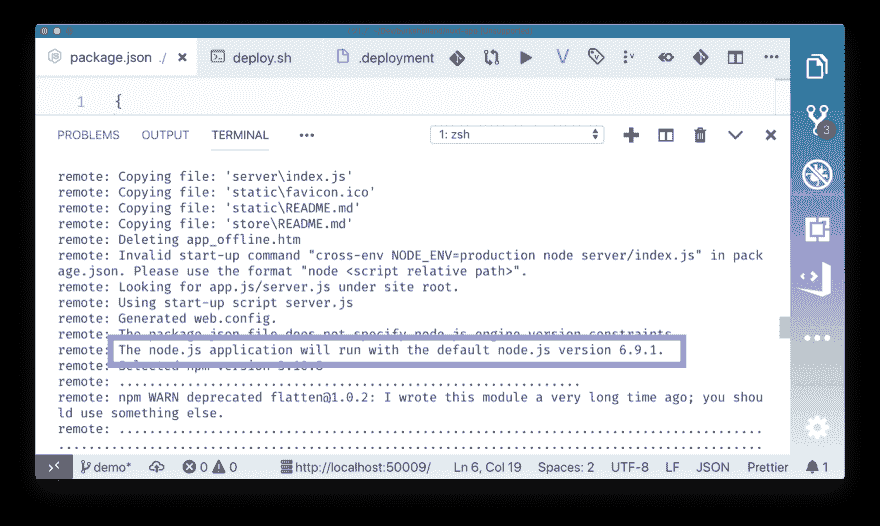 package.json ./ × deploy.sh .deployment
1 {
PROBLEMS OUTPUT TERMINAL ••• 1: zsh
remote: Copying file: 'server\index.js'
remote: Copying file: 'static\favicon.ico'
remote: Copying file: 'static\README.md'
remote: Copying file: 'store\README.md'
remote: Deleting app_offline.htm
remote: Invalid start-up command "cross-env NODE_ENV=production node server/index.js" in pack
age.json. Please use the format "node <script relative path>".
remote: Looking for app.js/server.js under site root.
remote: Using start-up script server.js
remote: Generated web.config.
remote: The package.json file does not specify node.js engine version constraints.
remote: The node.js application will run with the default node.js version 6.9.1.
remote: Selected npm version 3.10.8
remote: ..........................................................
remote: npm WARN deprecated flatten@1.0.2: I wrote this module a very long time ago; you shou
ld use something else.
remote: .................................................................................
.........................................................................................
3
demo* 0 0 http://localhost:50009/ Ln 6, Col 19 Spaces: 2 UTF-8 LF JSON Prettier 1